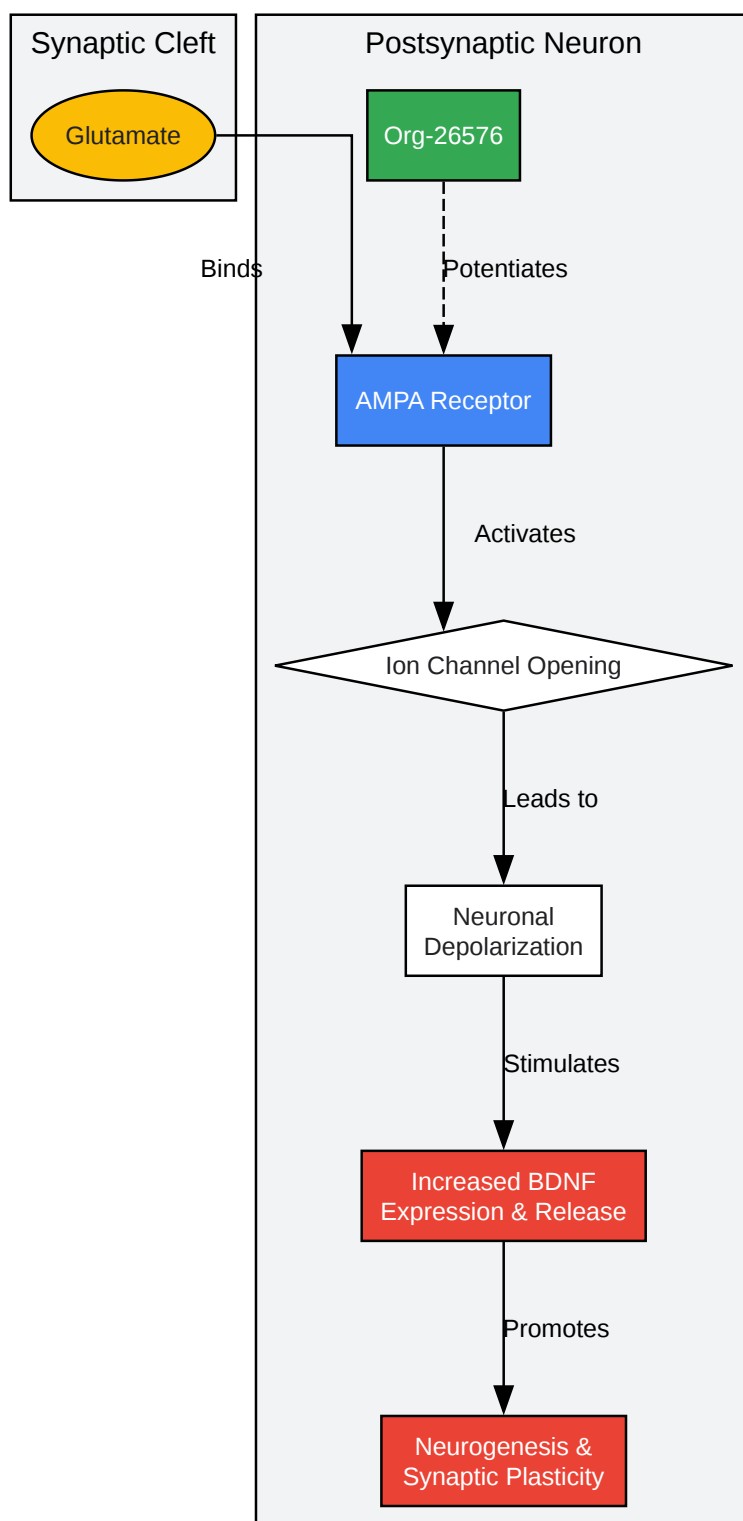 Synaptic Cleft
Postsynaptic Neuron
Glutamate
Org-26576
Binds
Potentiates
AMPA Receptor
Activates
Ion Channel Opening
Leads to
Neuronal
Depolarization
Stimulates
Increased BDNF
Expression & Release
Promotes
Neurogenesis &
Synaptic Plasticity